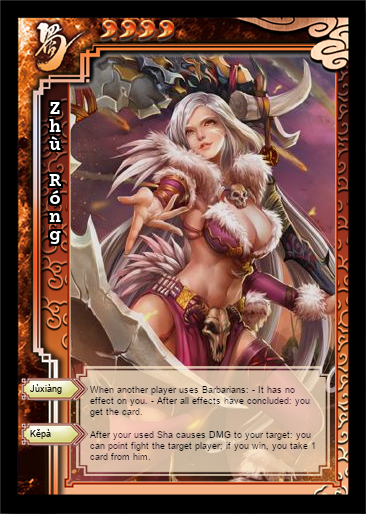 蜀
Zhù Róng
Jùxiàng
When another player uses Barbarians: - It has no
effect on you. - After all effects have concluded: you
get the card.
Kěpà
After your used Sha causes DMG to your target: you
can point fight the target player; if you win, you take 1
card from him.